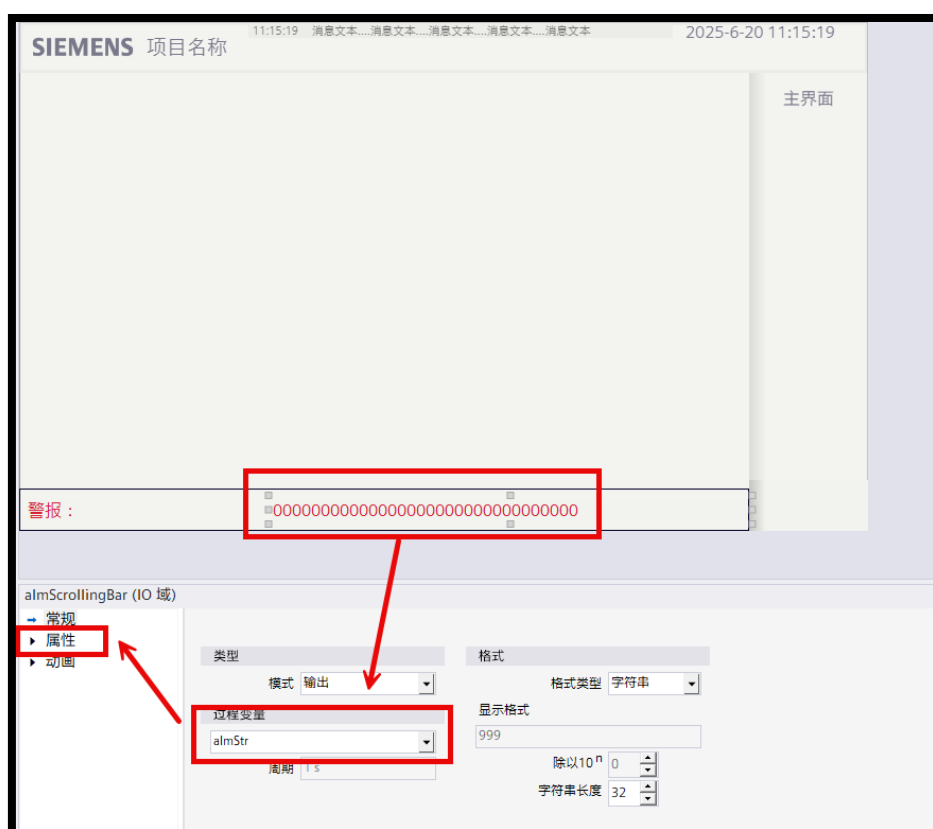 SIEMENS 项目名称
11:15:19 消息文本....消息文本....消息文本....消息文本....消息文本
2025-6-20 11:15:19
主界面
警报：
00000000000000000000000000000000
almScrollingBar (IO 域)
常规
属性
动画
类型
模式 输出
过程变量
almStr
周期 1 s
格式
格式类型 字符串
显示格式
999
除以10 n 0
字符串长度 32